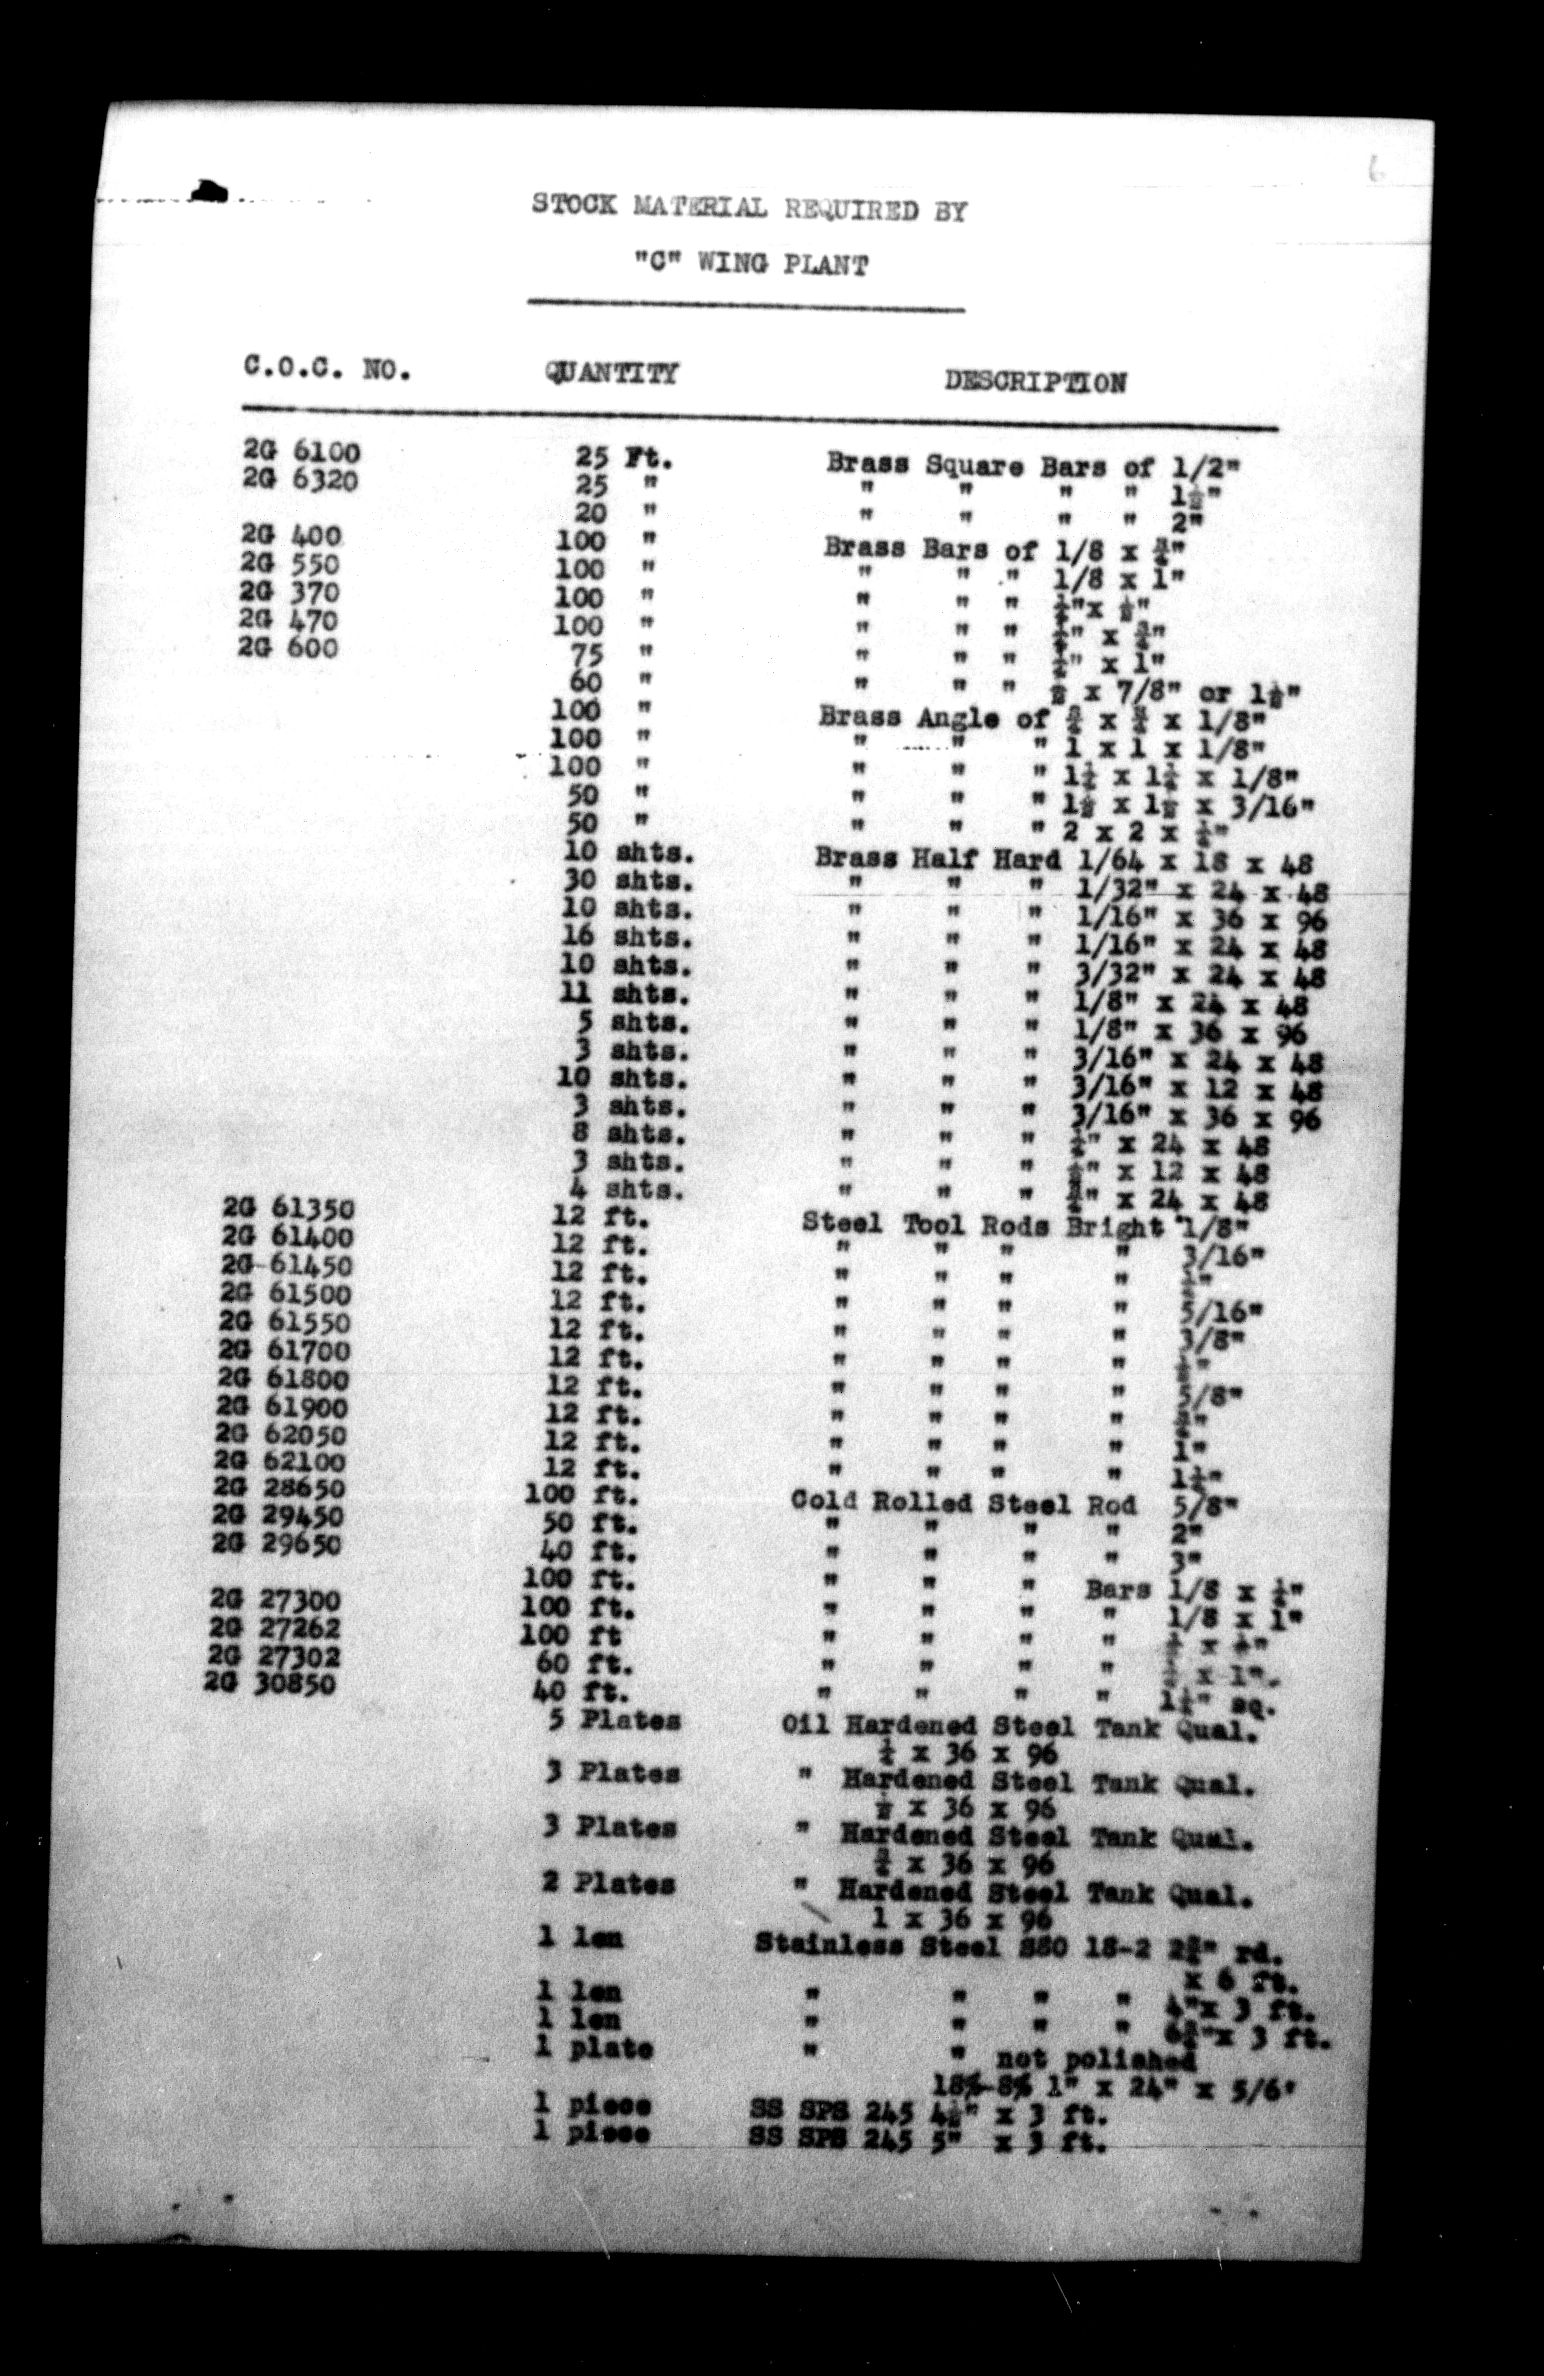 6
STOCK MATERIAL REQUIRED BY
"C" WING PLANT
C.O.C. NO. QUANTITY DESCRIPTION
2G 6100 25 Ft. Brass Square Bars of 1/2"
2G 6320 25 " " " " " 1½"
20 " " " " " 2"
2G 400 100 " Brass Bars of 1/8 x ¾"
2G 550 100 " " " " 1/8 x 1"
2G 370 100 " " " " ¼"x ½"
2G 470 100 " " " " ¼" x ¾"
2G 600 75 " " " " ¼" x 1"
60 " " " " ½ x 7/8" or 1½"
100 " Brass Angle of ¾ x ¾ x 1/8"
100 " " " " 1 x 1 x 1/8"
100 " " " " 1¼ x 1¼ x 1/8"
50 " " " " 1½ x 1½ x 3/16"
50 " " " " 2 x 2 x ¼"
10 shts. Brass Half Hard 1/64 x 18 x 48
30 shts. " " " 1/32" x 24 x 48
10 shts. " " " 1/16" x 36 x 96
16 shts. " " " 1/16" x 24 x 48
10 shts. " " " 3/32" x 24 x 48
11 shts. " " " 1/8" x 24 x 48
5 shts. " " " 1/8" x 36 x 96
3 shts. " " " 3/16" x 24 x 48
10 shts. " " " 3/16" x 12 x 48
3 shts. " " " 3/16" x 36 x 96
8 shts. " " " ¼" x 24 x 48
3 shts. " " " ½" x 12 x 48
4 shts. " " " ¾" x 24 x 48
2G 61350 12 ft. Steel Tool Rods Bright 1/8"
2G 61400 12 ft. " " " " 3/16"
2G 61450 12 ft. " " " " ¼"
2G 61500 12 ft. " " " " 5/16"
2G 61550 12 ft. " " " " 3/8"
2G 61700 12 ft. " " " " ½"
2G 61800 12 ft. " " " " 5/8"
2G 61900 12 ft. " " " " ¾"
2G 62050 12 ft. " " " " 1"
2G 62100 12 ft. " " " " 1¼"
2G 28650 100 ft. Cold Rolled Steel Rod 5/8"
2G 29450 50 ft. " " " " 2"
2G 29650 40 ft. " " " " 3"
100 ft. " " " Bars 1/8 x ¼"
2G 27300 100 ft. " " " " 1/8 x 1"
2G 27262 100 ft " " " " ¼ x ¼"
2G 27302 60 ft. " " " " ¼ x 1".
2G 30850 40 ft. " " " " 1¼" sq.
5 Plates Oil Hardened Steel Tank Qual.
¼ x 36 x 96
3 Plates " Hardened Steel Tank Qual.
½ x 36 x 96
3 Plates " Hardened Steel Tank Qual.
¾ x 36 x 96
2 Plates " Hardened Steel Tank Qual.
1 x 36 x 96
1 len Stainless Steel SSO 18-2 2¾" rd.
x 6 ft.
1 len " " " " 4"x 3 ft.
1 len " " " " 6¾"x 3 ft.
1 plate " " not polished
18%-8% 1" x 24" x 5/6'
1 piece SS SPS 245 4½" x 3 ft.
1 piece SS SPS 245 5" x 3 ft.